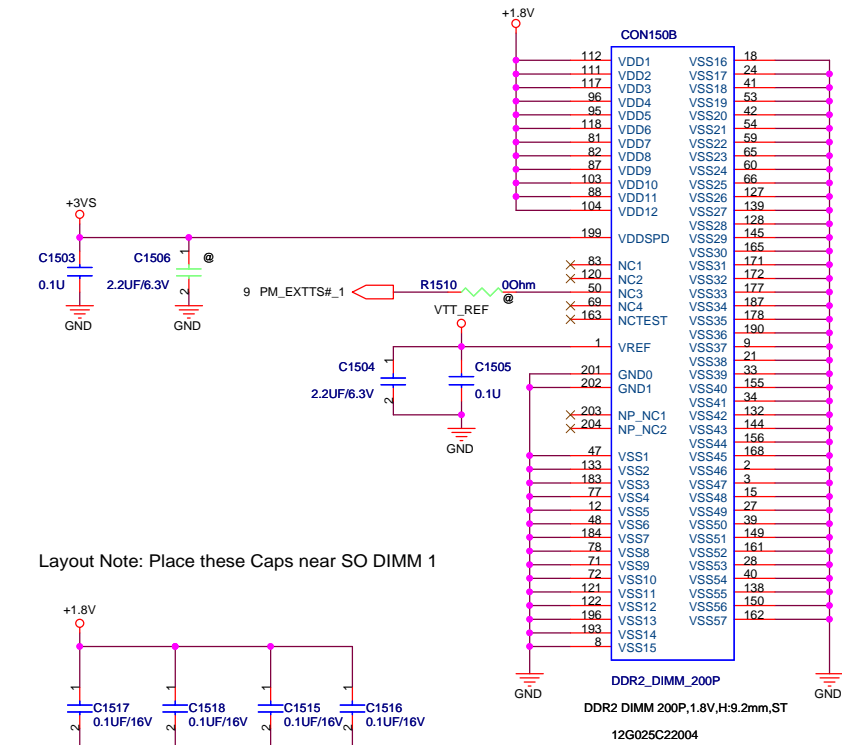 +1.8V
CON150B
112 VDD1 VSS16 18
111 VDD2 VSS17 24
117 VDD3 VSS18 41
96 VDD4 VSS19 53
95 VDD5 VSS20 42
118 VDD6 VSS21 54
81 VDD7 VSS22 59
82 VDD8 VSS23 65
87 VDD9 VSS24 60
103 VDD10 VSS25 66
88 VDD11 VSS26 127
104 VDD12 VSS27 139
VSS28 128
199 VDDSPD VSS29 145
VSS30 165
83 NC1 VSS31 171
120 NC2 VSS32 172
50 NC3 VSS33 177
69 NC4 VSS34 187
163 NCTEST VSS35 178
VSS36 190
1 VREF VSS37 9
VSS38 21
201 GND0 VSS39 33
202 GND1 VSS40 155
VSS41 34
203 NP_NC1 VSS42 132
204 NP_NC2 VSS43 144
VSS44 156
47 VSS1 VSS45 168
133 VSS2 VSS46 2
183 VSS3 VSS47 3
77 VSS4 VSS48 15
12 VSS5 VSS49 27
48 VSS6 VSS50 39
184 VSS7 VSS51 149
78 VSS8 VSS52 161
71 VSS9 VSS53 28
72 VSS10 VSS54 40
121 VSS11 VSS55 138
122 VSS12 VSS56 150
196 VSS13 VSS57 162
193 VSS14
8 VSS15
GND
GND
DDR2_DIMM_200P
DDR2 DIMM 200P,1.8V,H:9.2mm,ST
12G025C22004
+3VS
C1503
0.1U
GND
C1506
1
@
2.2UF/6.3V
2
GND
9 PM_EXTTS#_1
R1510
0Ohm
@
VTT_REF
C1504
1
2.2UF/6.3V
2
C1505
0.1U
GND
Layout Note: Place these Caps near SO DIMM 1
+1.8V
1
C1517
0.1UF/16V
2
1
C1518
0.1UF/16V
2
1
C1515
0.1UF/16V
2
1
C1516
0.1UF/16V
2